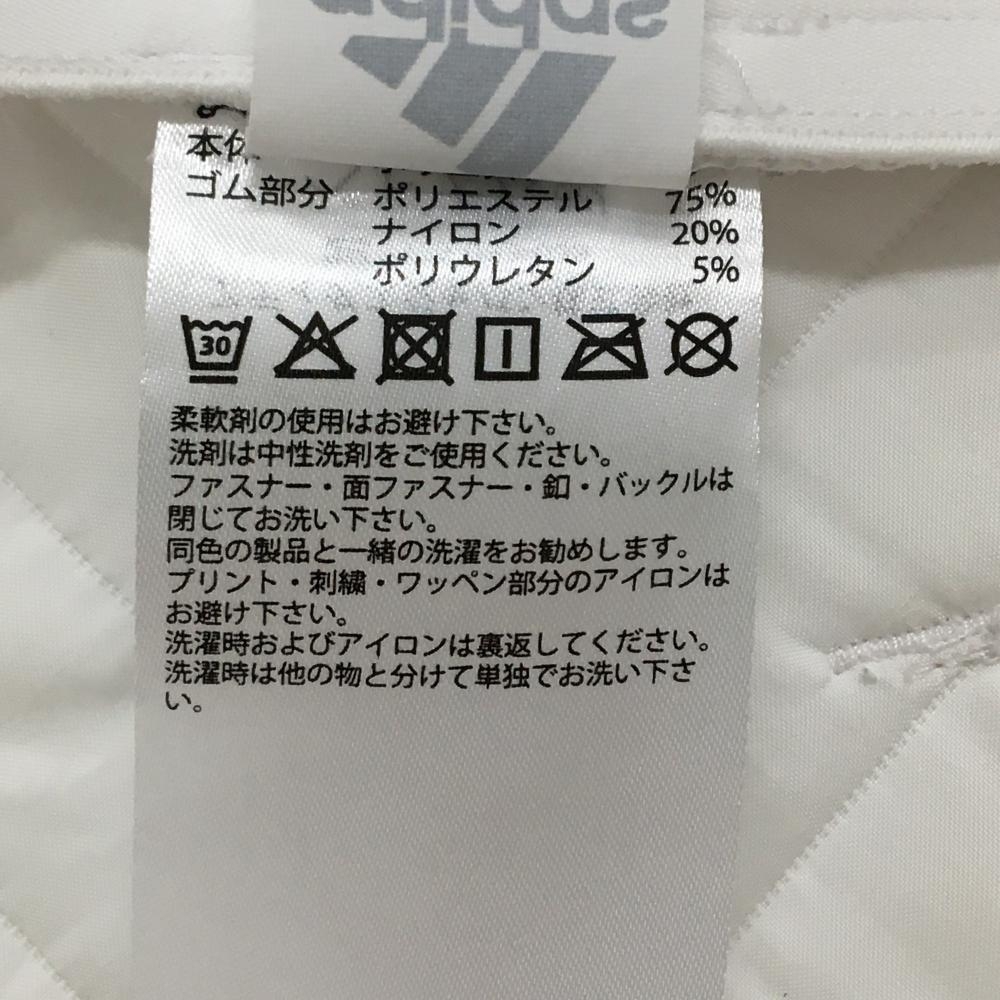 adidas
本体
ゴム部分 ポリエステル 75%
ナイロン 20%
ポリウレタン 5%
30
柔軟剤の使用はお避け下さい。
洗剤は中性洗剤をご使用ください。
ファスナー・面ファスナー・釦・バックルは
閉じてお洗い下さい。
同色の製品と一緒の洗濯をお勧めします。
プリント・刺繍・ワッペン部分のアイロンは
お避け下さい。
洗濯時およびアイロンは裏返してください。
洗濯時は他の物と分けて単独でお洗い下さ
い。